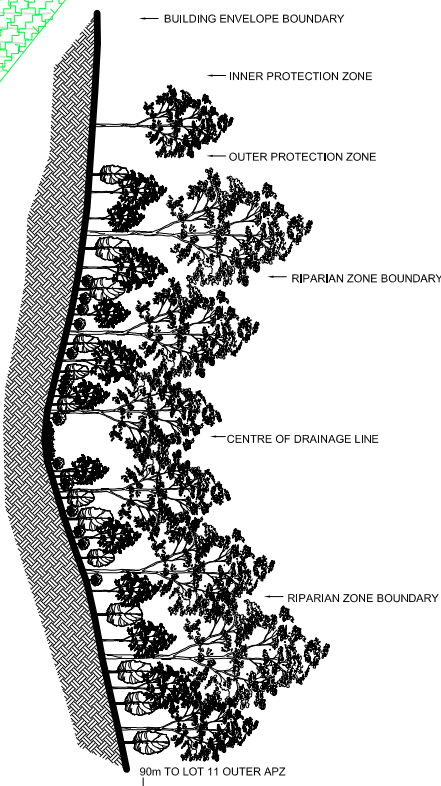 BUILDING ENVELOPE BOUNDARY
INNER PROTECTION ZONE
OUTER PROTECTION ZONE
RIPARIAN ZONE BOUNDARY
CENTRE OF DRAINAGE LINE
RIPARIAN ZONE BOUNDARY
90m TO LOT 11 OUTER APZ